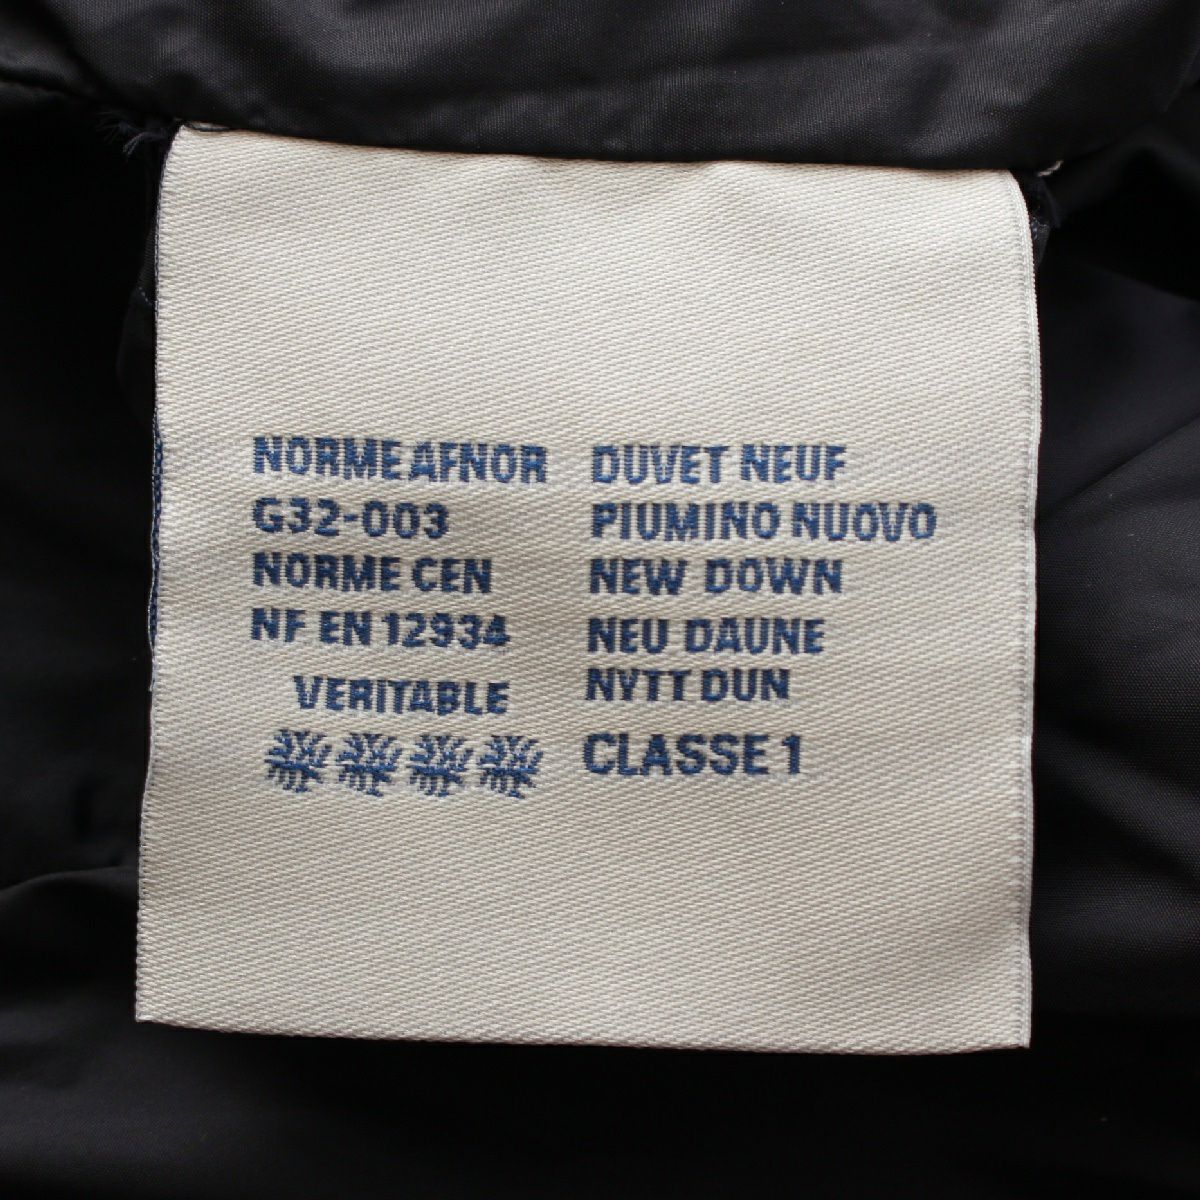 NORME AFNOR
G32-003
NORME CEN
NF EN 12934
VERITABLE
DUVET NEUF
PIUMINO NUOVO
NEW DOWN
NEU DAUNE
NYTT DUN
CLASSE 1